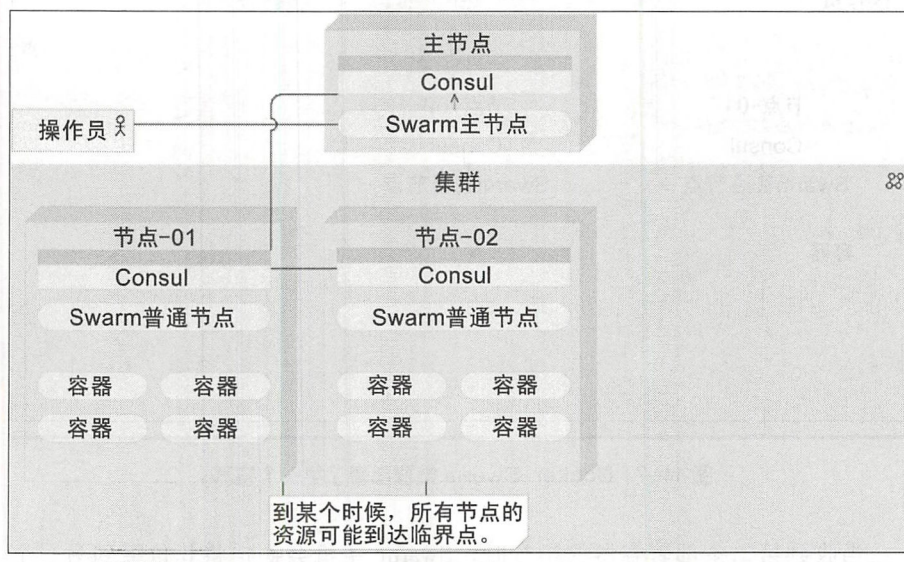 主节点
Consul
操作员
Swarm主节点
集群
节点-01
节点-02
Consul
Consul
Swarm普通节点
Swarm普通节点
容器 容器
容器 容器
容器 容器
容器 容器
到某个时候，所有节点的
资源可能到达临界点。